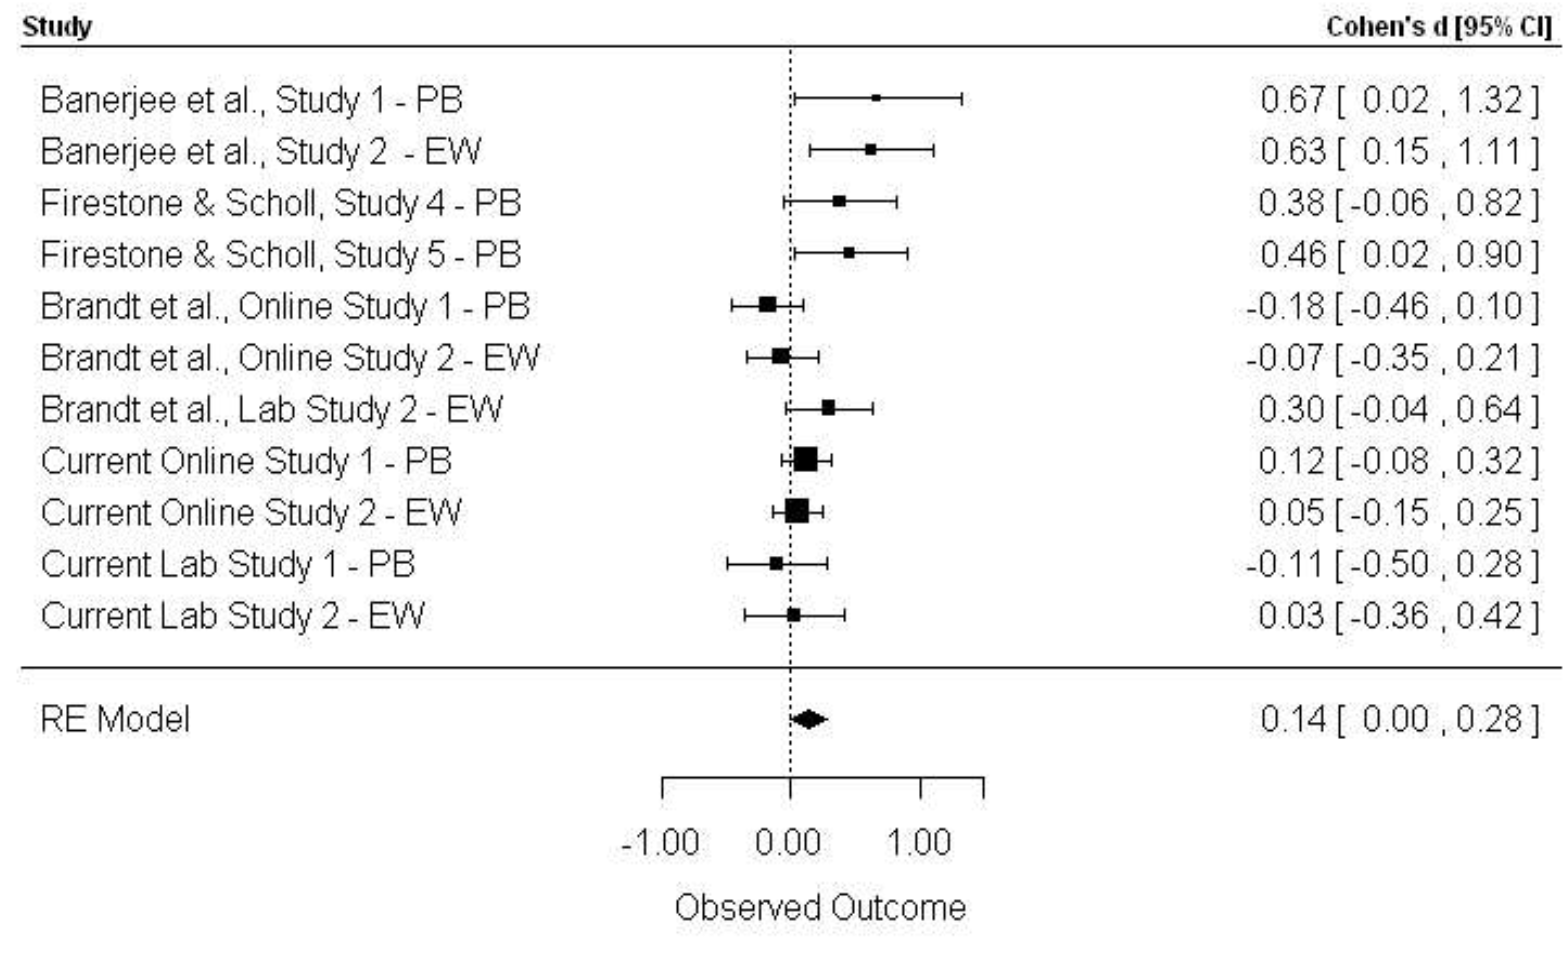 Study Cohen's d [95% CI]
Banerjee et al., Study 1 - PB 0.67 [ 0.02 , 1.32 ]
Banerjee et al., Study 2 - EW 0.63 [ 0.15 , 1.11 ]
Firestone & Scholl, Study 4 - PB 0.38 [ -0.06 , 0.82 ]
Firestone & Scholl, Study 5 - PB 0.46 [ 0.02 , 0.90 ]
Brandt et al., Online Study 1 - PB -0.18 [ -0.46 , 0.10 ]
Brandt et al., Online Study 2 - EW -0.07 [ -0.35 , 0.21 ]
Brandt et al., Lab Study 2 - EW 0.30 [ -0.04 , 0.64 ]
Current Online Study 1 - PB 0.12 [ -0.08 , 0.32 ]
Current Online Study 2 - EW 0.05 [ -0.15 , 0.25 ]
Current Lab Study 1 - PB -0.11 [ -0.50 , 0.28 ]
Current Lab Study 2 - EW 0.03 [ -0.36 , 0.42 ]
RE Model 0.14 [ 0.00 , 0.28 ]
-1.00 0.00 1.00
Observed Outcome